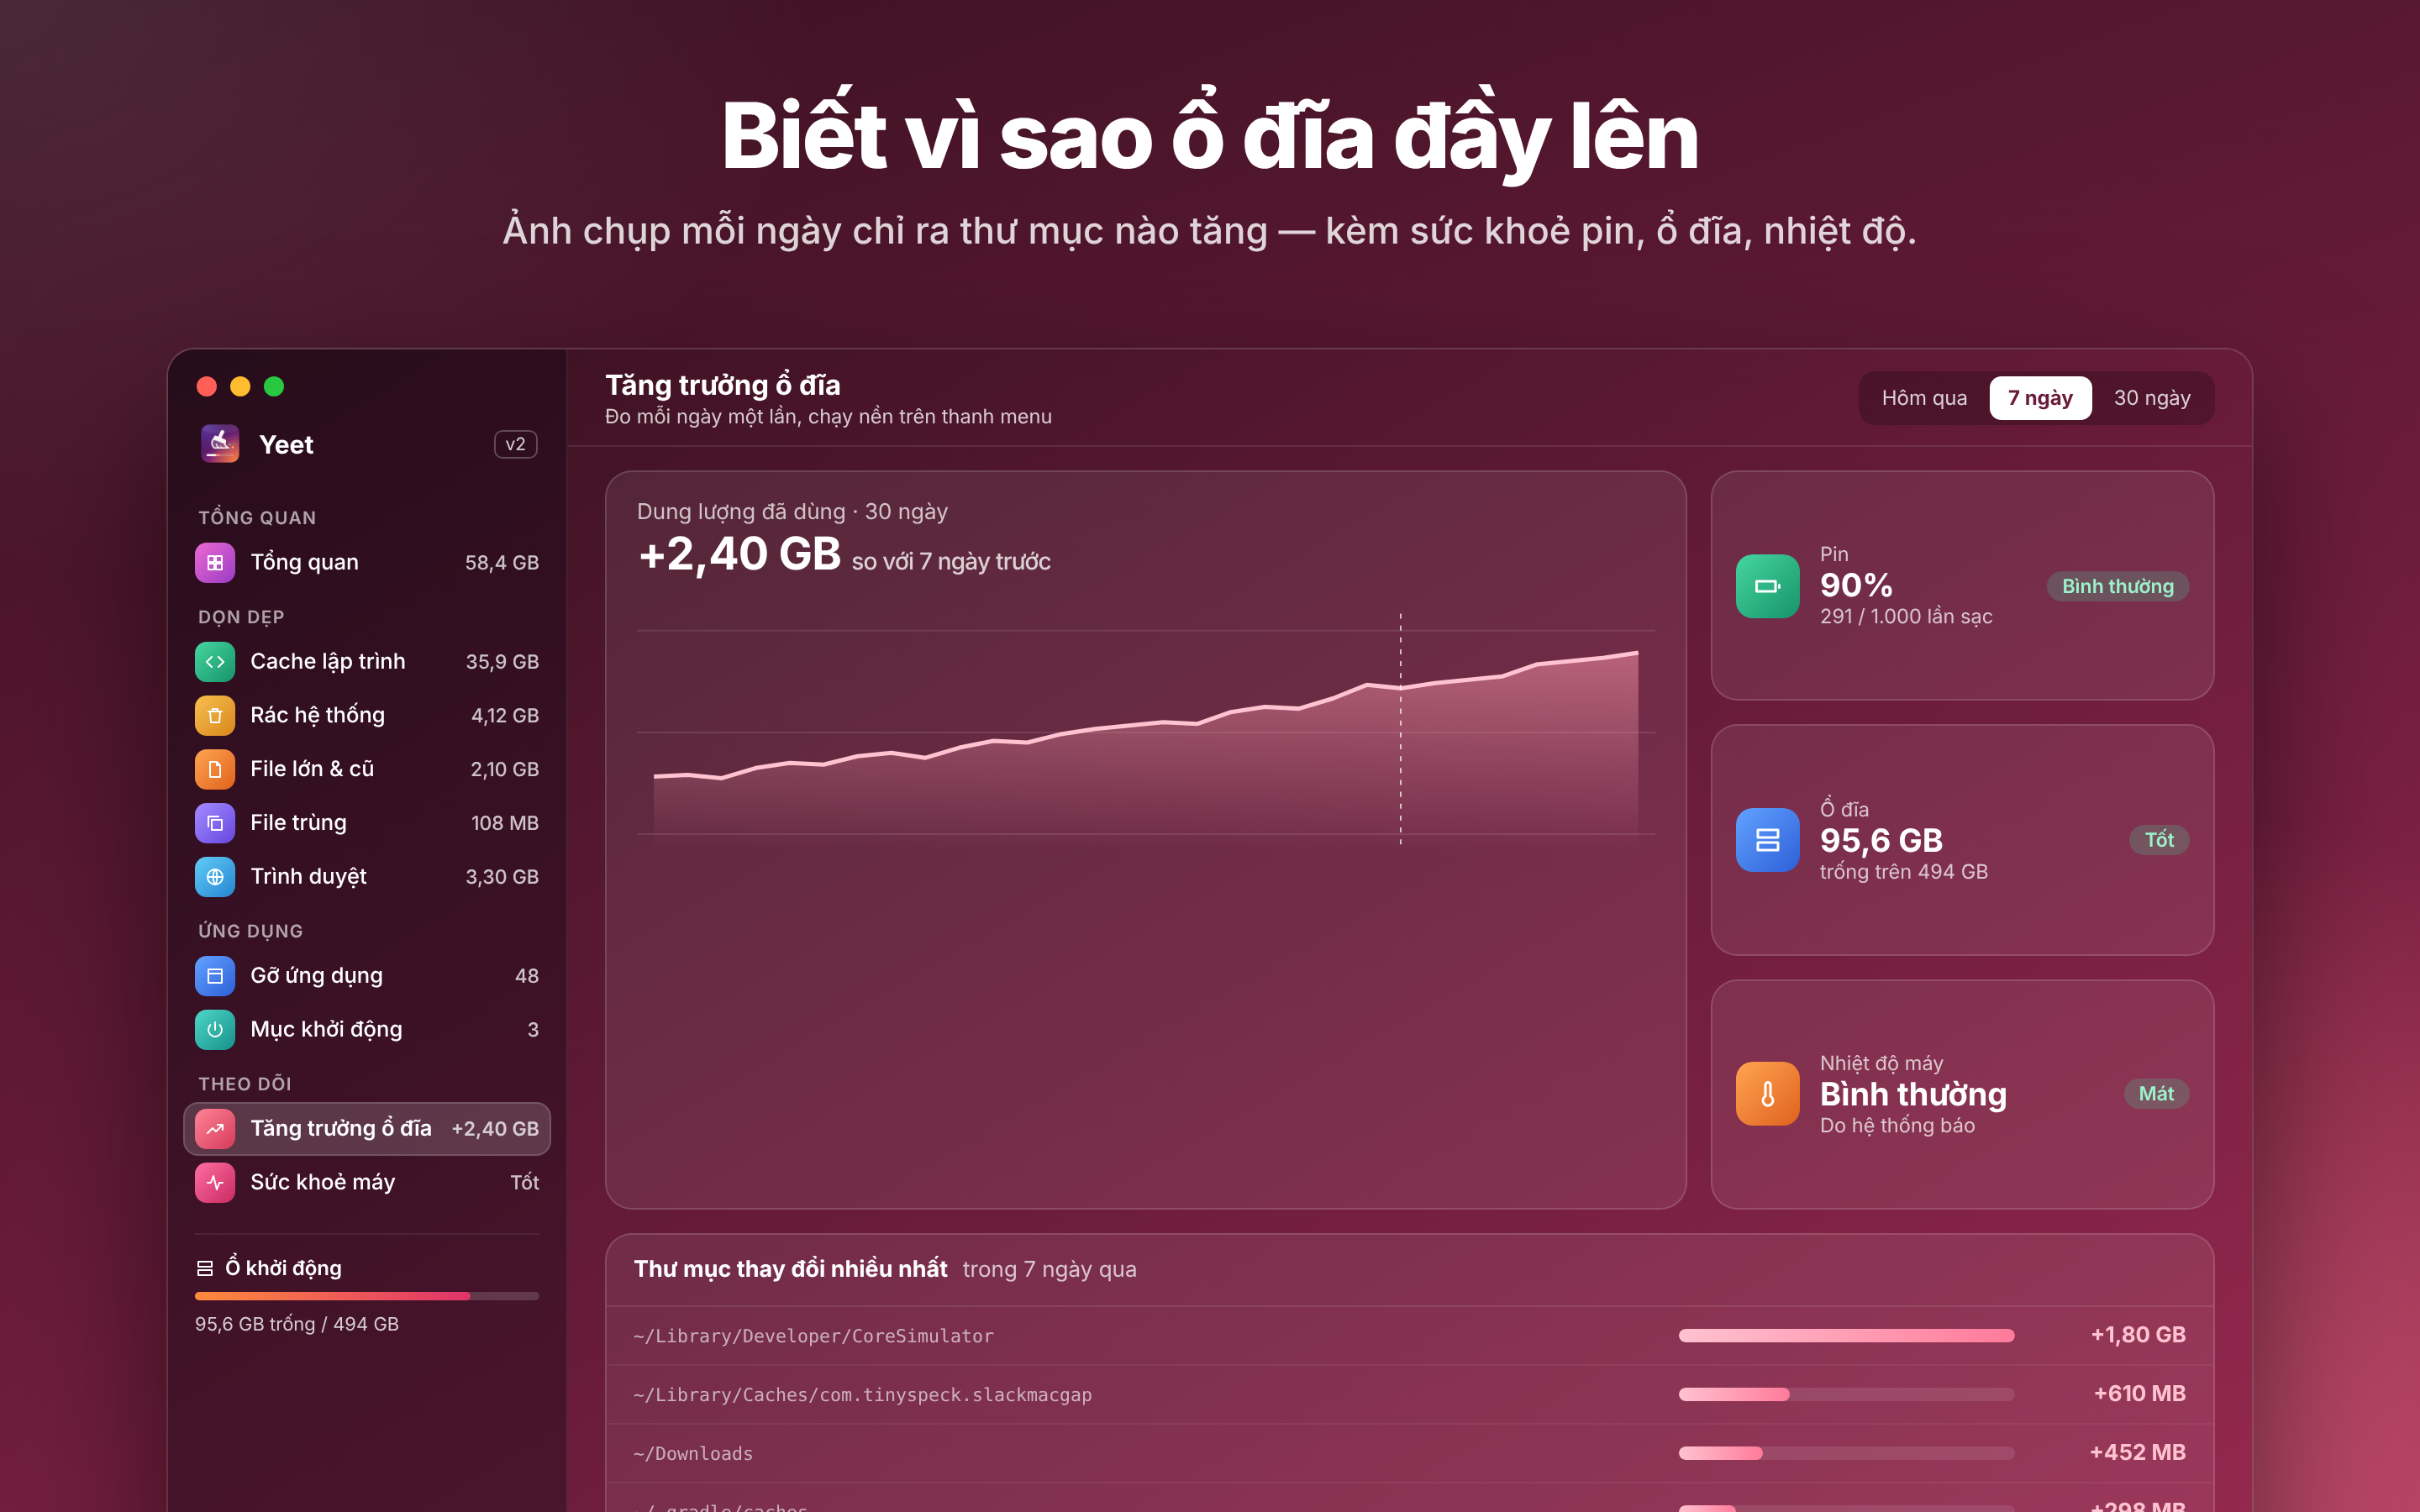 Biết vì sao ổ đĩa đầy lên
Ảnh chụp mỗi ngày chỉ ra thư mục nào tăng — kèm sức khoẻ pin, ổ đĩa, nhiệt độ.
Yeet v2
TỔNG QUAN
Tổng quan 58,4 GB
DỌN DẸP
Cache lập trình 35,9 GB
Rác hệ thống 4,12 GB
File lớn & cũ 2,10 GB
File trùng 108 MB
Trình duyệt 3,30 GB
ỨNG DỤNG
Gỡ ứng dụng 48
Mục khởi động 3
THEO DÕI
Tăng trưởng ổ đĩa +2,40 GB
Sức khoẻ máy Tốt
Ổ khởi động
95,6 GB trống / 494 GB
Tăng trưởng ổ đĩa
Đo mỗi ngày một lần, chạy nền trên thanh menu
Hôm qua 7 ngày 30 ngày
Dung lượng đã dùng · 30 ngày
+2,40 GB so với 7 ngày trước
Pin
90%
291 / 1.000 lần sạc
Bình thường
Ổ đĩa
95,6 GB
trống trên 494 GB
Tốt
Nhiệt độ máy
Bình thường
Do hệ thống báo
Mát
Thư mục thay đổi nhiều nhất trong 7 ngày qua
~/Library/Developer/CoreSimulator +1,80 GB
~/Library/Caches/com.tinyspeck.slackmacgap +610 MB
~/Downloads +452 MB
~/.gradle/caches +298 MB